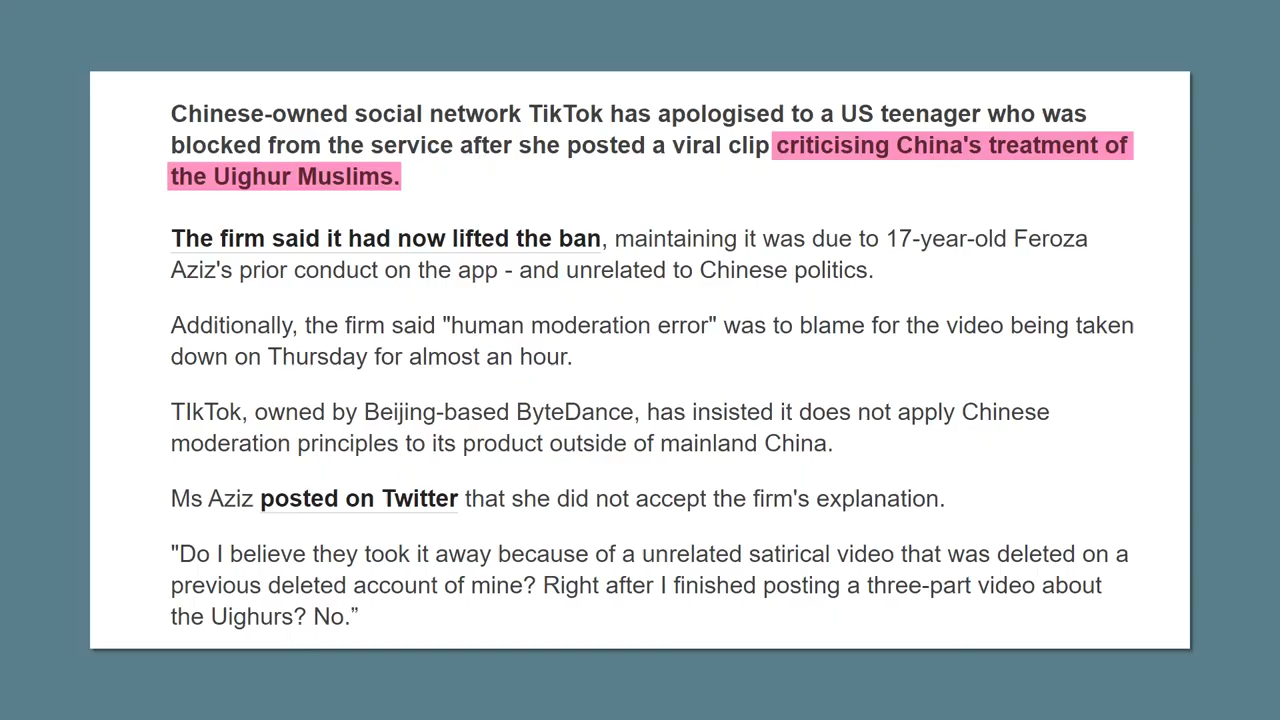 Chinese-owned social network TikTok has apologised to a US teenager who was
blocked from the service after she posted a viral clip criticising China's treatment of
the Uighur Muslims.
The firm said it had now lifted the ban, maintaining it was due to 17-year-old Feroza
Aziz's prior conduct on the app - and unrelated to Chinese politics.
Additionally, the firm said "human moderation error" was to blame for the video being taken
down on Thursday for almost an hour.
TIkTok, owned by Beijing-based ByteDance, has insisted it does not apply Chinese
moderation principles to its product outside of mainland China.
Ms Aziz posted on Twitter that she did not accept the firm's explanation.
"Do I believe they took it away because of a unrelated satirical video that was deleted on a
previous deleted account of mine? Right after I finished posting a three-part video about
the Uighurs? No.”